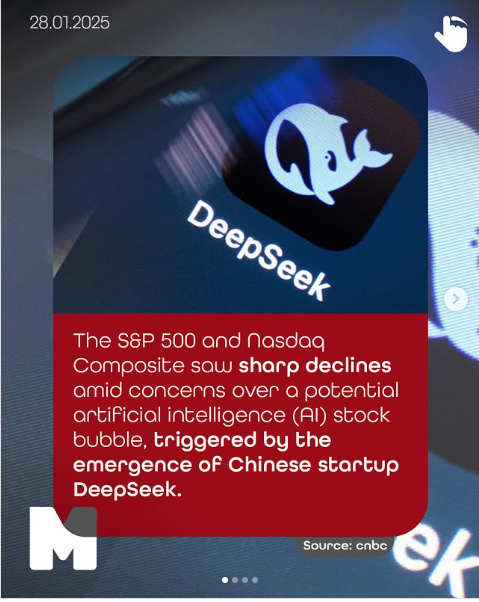 28.01.2025
DeepSeek
The S&P 500 and Nasdaq
Composite saw sharp declines
amid concerns over a potential
artificial intelligence (AI) stock
bubble, triggered by the
emergence of Chinese startup
DeepSeek.
M
Source: cnbc
ek